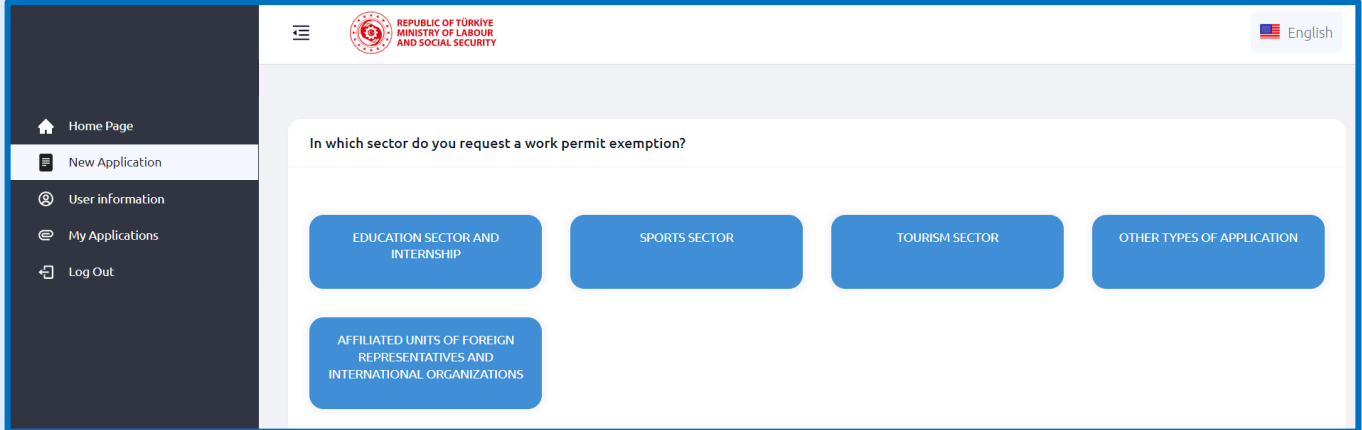 REPUBLIC OF TÜRKİYE
MINISTRY OF LABOUR
AND SOCIAL SECURITY
English
Home Page
New Application
User information
My Applications
Log Out
In which sector do you request a work permit exemption?
EDUCATION SECTOR AND
INTERNSHIP
SPORTS SECTOR
TOURISM SECTOR
OTHER TYPES OF APPLICATION
AFFILIATED UNITS OF FOREIGN
REPRESENTATIVES AND
INTERNATIONAL ORGANIZATIONS